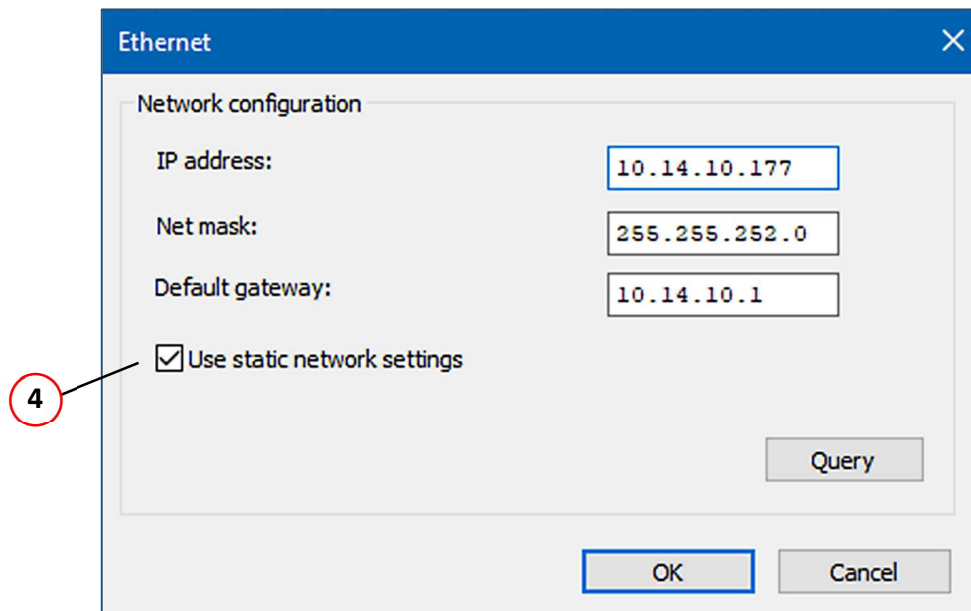 Ethernet
Network configuration
IP address:
10.14.10.177
Net mask:
255.255.252.0
Default gateway:
10.14.10.1
Use static network settings
4
Query
OK
Cancel